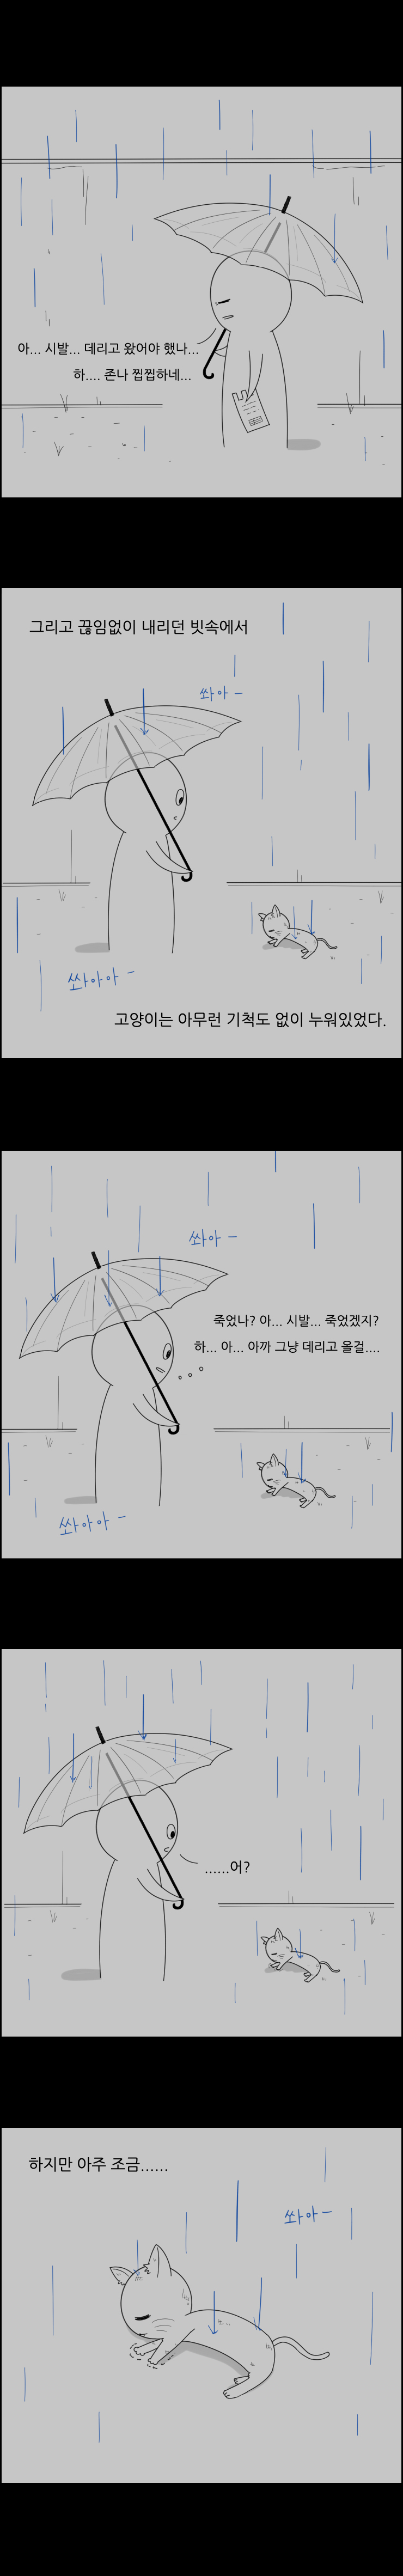 아... 시발... 데리고 왔어야 했나...
하.... 존나 찝찝하네...
그리고 끊임없이 내리던 빗속에서
쏴아 –
쏴아아 –
고양이는 아무런 기척도 없이 누워있었다.
쏴아 –
죽었나? 아... 시발... 죽었겠지?
하... 아... 아까 그냥 데리고 올걸....
쏴아아 –
......어?
하지만 아주 조금......
쏴아 –